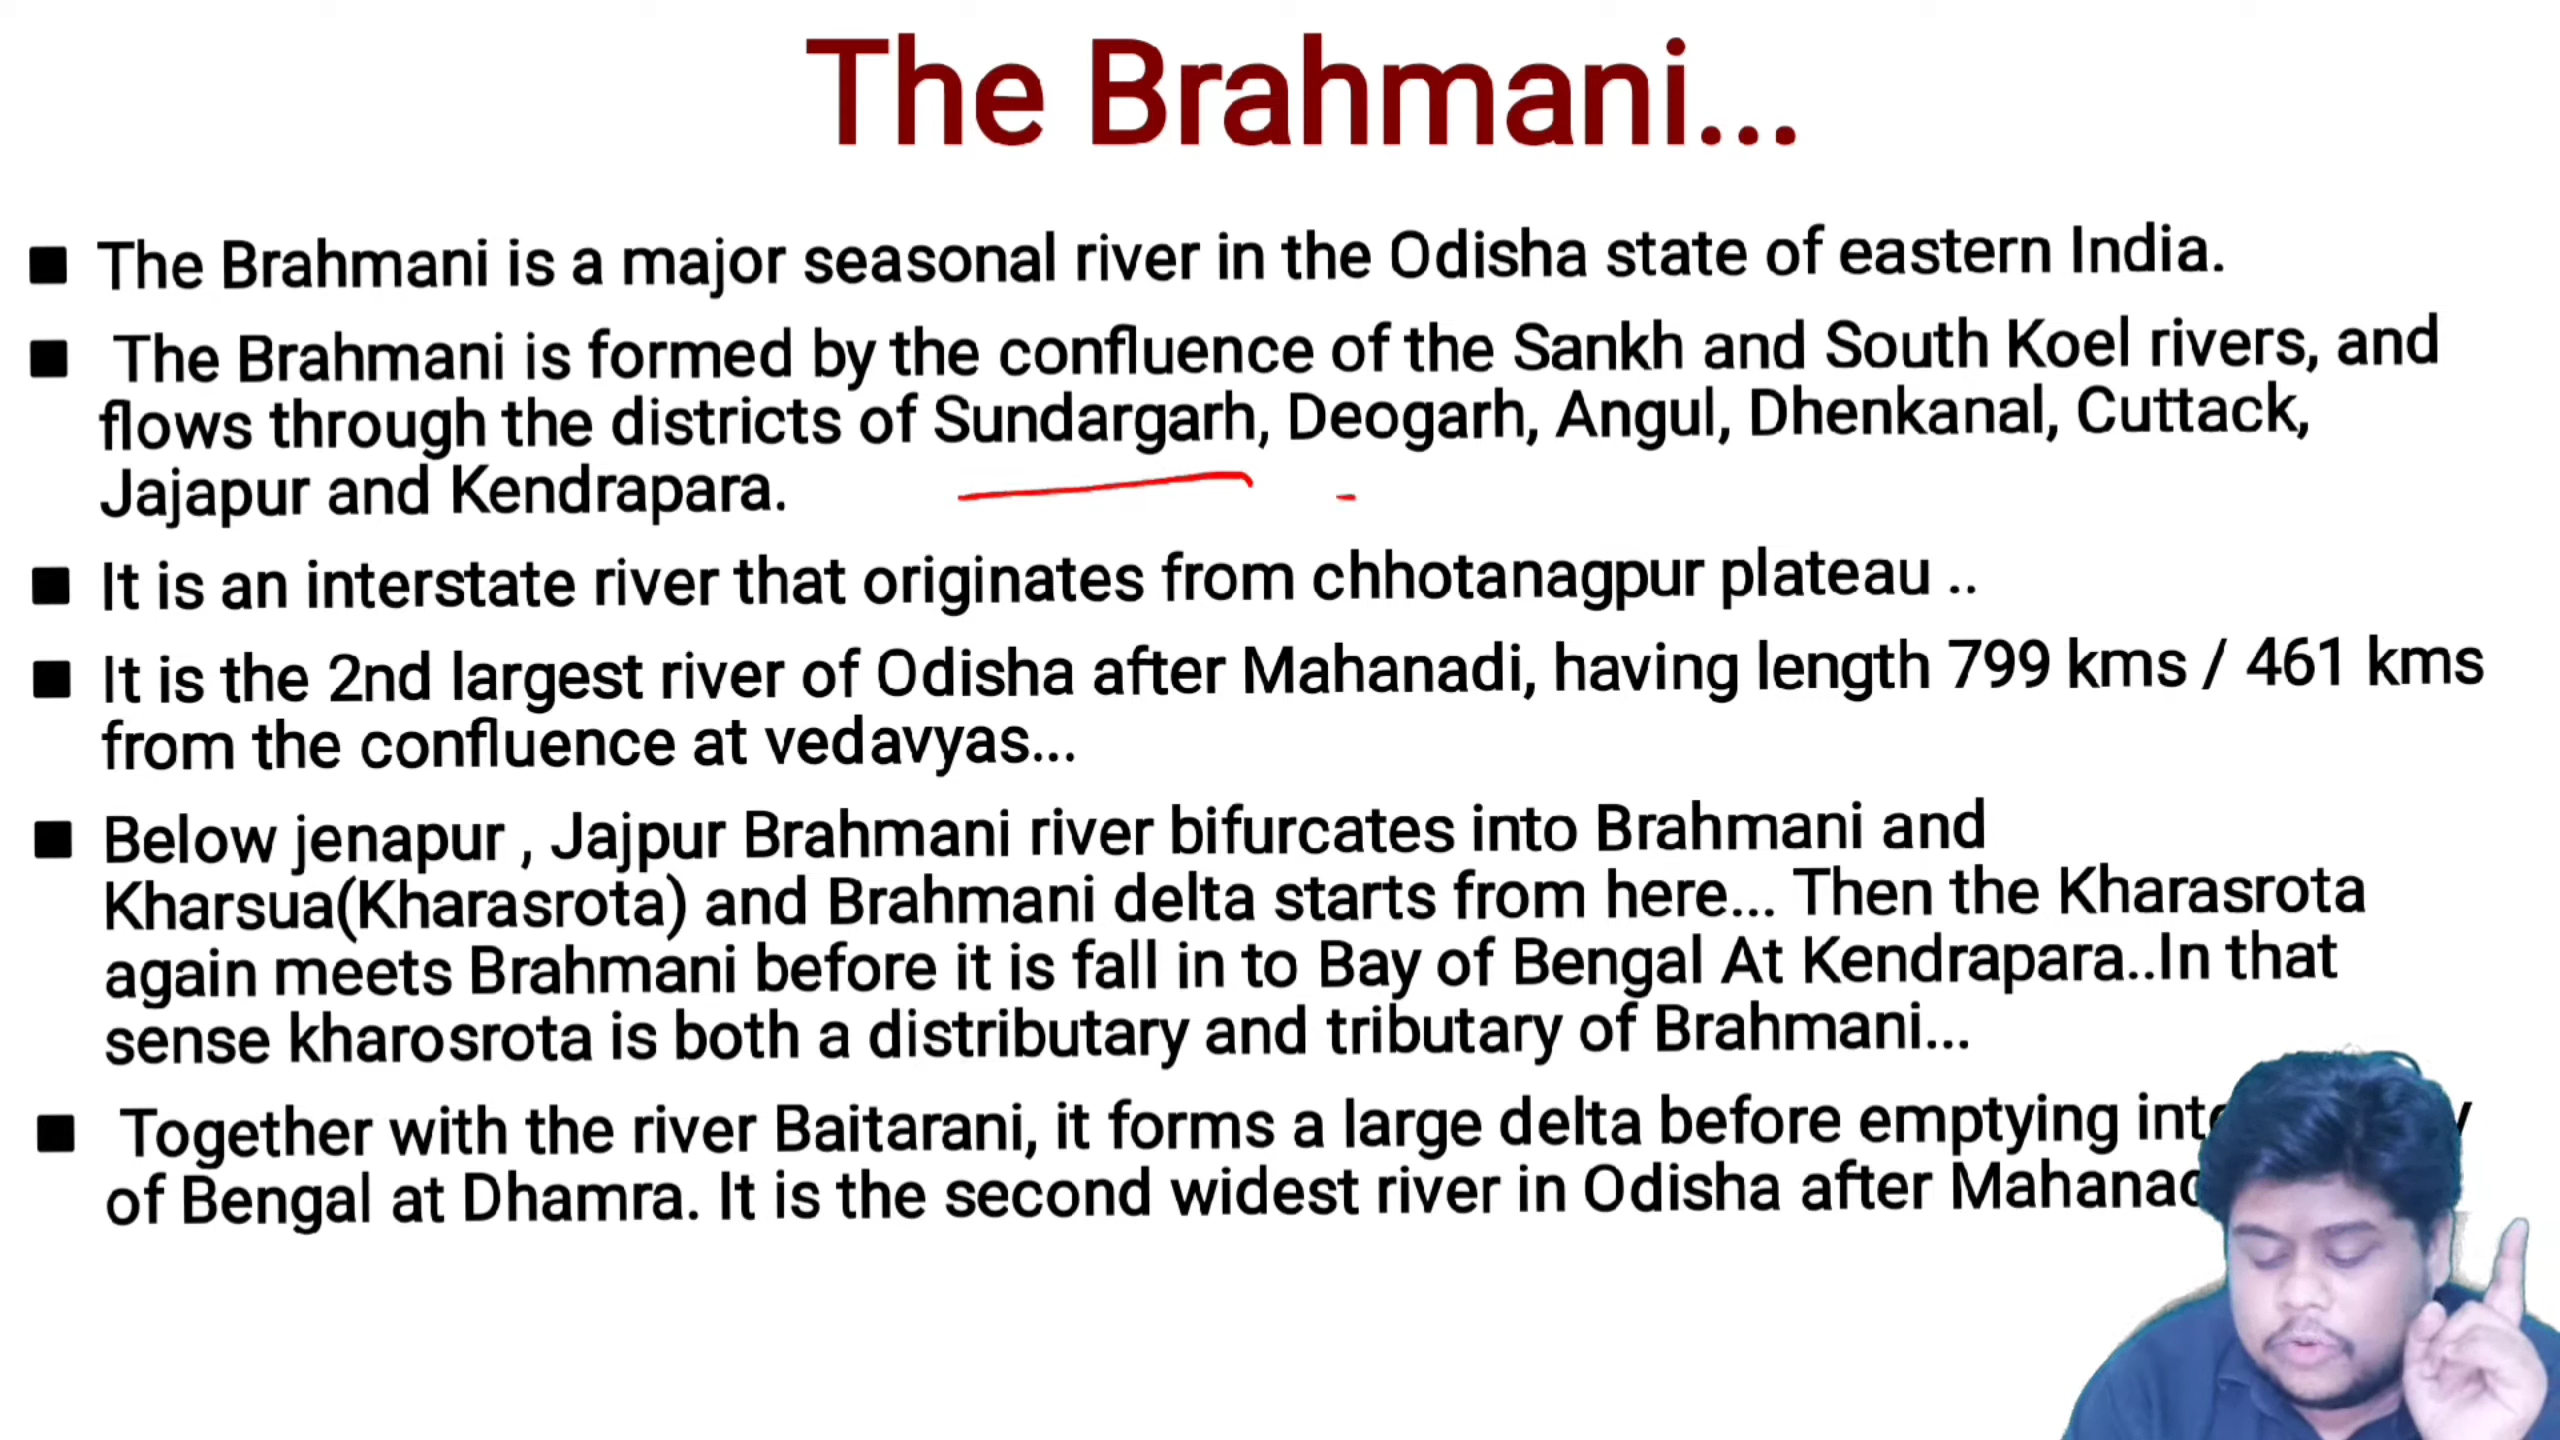 The Brahmani...
■ The Brahmani is a major seasonal river in the Odisha state of eastern India.
■ The Brahmani is formed by the confluence of the Sankh and South Koel rivers, and
flows through the districts of Sundargarh, Deogarh, Angul, Dhenkanal, Cuttack,
Jajapur and Kendrapara.
■ It is an interstate river that originates from chhotanagpur plateau ..
■ It is the 2nd largest river of Odisha after Mahanadi, having length 799 kms / 461 kms
from the confluence at vedavyas...
■ Below jenapur , Jajpur Brahmani river bifurcates into Brahmani and
Kharsua(Kharasrota) and Brahmani delta starts from here... Then the Kharasrota
again meets Brahmani before it is fall in to Bay of Bengal At Kendrapara..In that
sense kharosrota is both a distributary and tributary of Brahmani...
■ Together with the river Baitarani, it forms a large delta before emptying
of Bengal at Dhamra. It is the second widest river in Odisha after